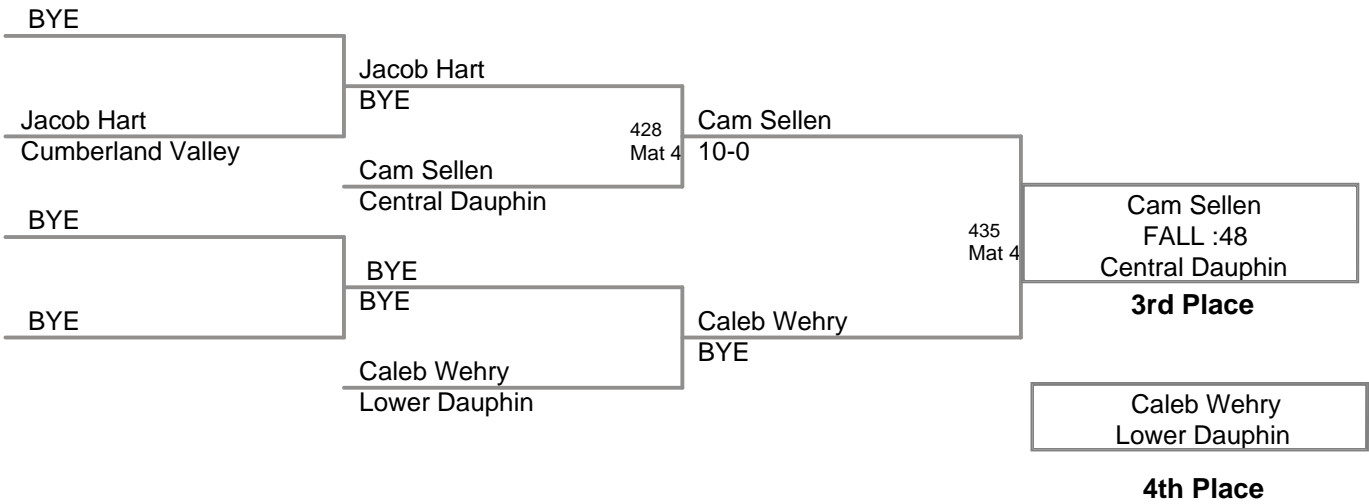 BYE
Jacob Hart
Cumberland Valley
BYE
BYE
Jacob Hart
BYE
Cam Sellen
Central Dauphin
BYE
BYE
Caleb Wehry
Lower Dauphin
428
Mat 4
Cam Sellen
10-0
Caleb Wehry
BYE
435
Mat 4
Cam Sellen
FALL :48
Central Dauphin
3rd Place
Caleb Wehry
Lower Dauphin
4th Place